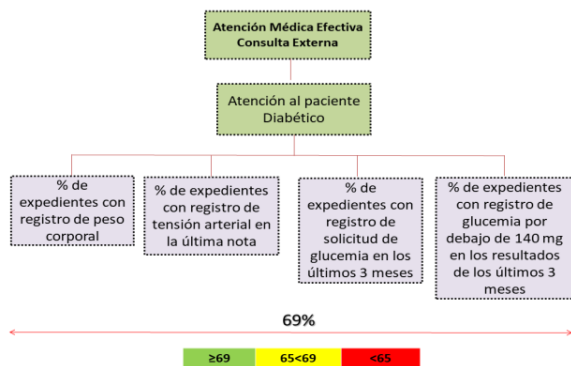 Atención Médica Efectiva
Consulta Externa
Atención al paciente
Diabético
% de
expedientes con
registro de peso
corporal
% de expedientes
con registro de
tensión arterial en
la última nota
% de
expedientes con
registro de
solicitud de
glucemia en los
últimos 3 meses
% de expedientes
con registro de
glucemia por
debajo de 140 mg
en los resultados
de los últimos 3
meses
69%
≥69
65<69
<65